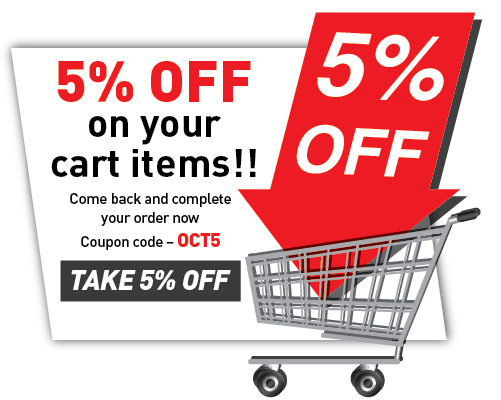 5% OFF
on your
cart items!!
Come back and complete
your order now
Coupon code – OCT5
TAKE 5% OFF
5%
OFF